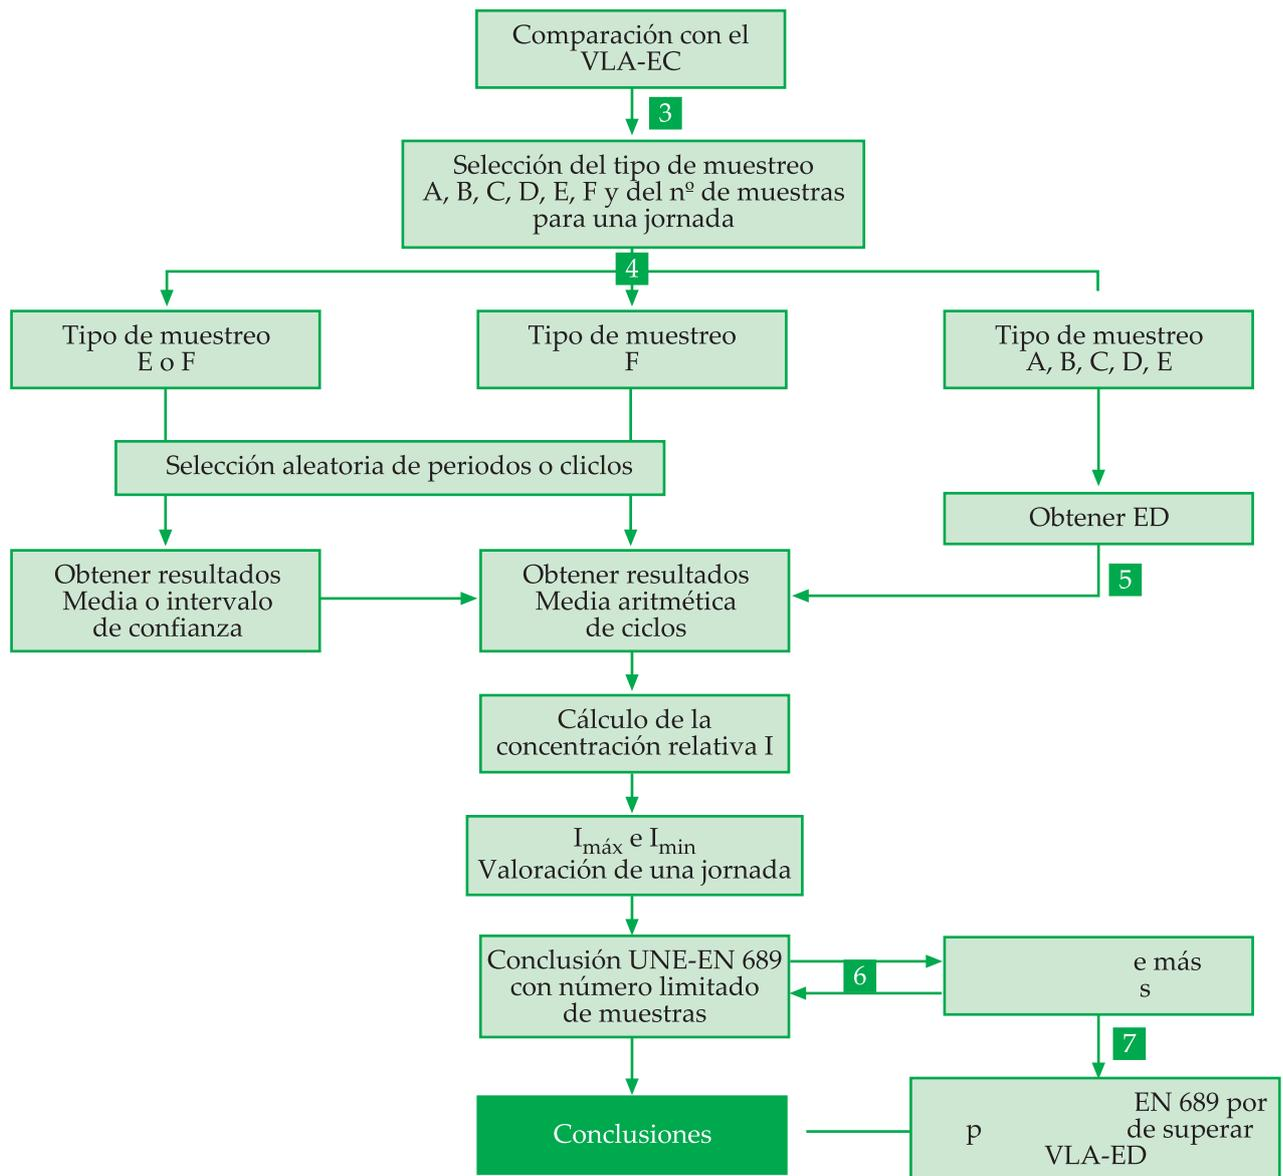 Comparación con el
VLA-EC
3
Selección del tipo de muestreo
A, B, C, D, E, F y del nº de muestras
para una jornada
4
Tipo de muestreo
E o F
Tipo de muestreo
F
Tipo de muestreo
A, B, C, D, E
Selección aleatoria de periodos o cliclos
Obtener ED
5
Obtener resultados
Media o intervalo
de confianza
Obtener resultados
Media aritmética
de ciclos
Cálculo de la
concentración relativa I
Imáx e Imin
Valoración de una jornada
Conclusión UNE-EN 689
con número limitado
de muestras
6
e más
s
7
EN 689 por
p de superar
VLA-ED
Conclusiones